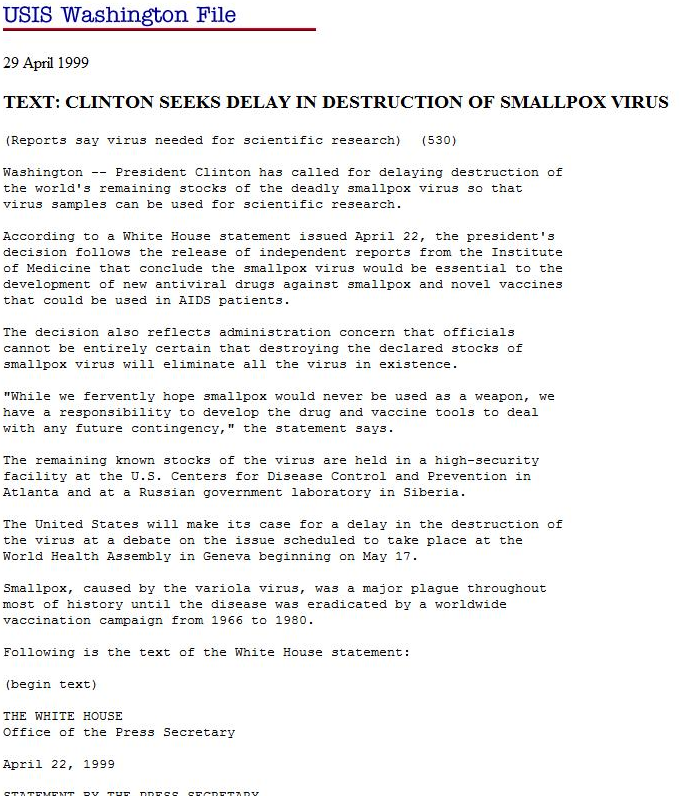 USIS Washington File
29 April 1999
TEXT: CLINTON SEEKS DELAY IN DESTRUCTION OF SMALLPOX VIRUS
(Reports say virus needed for scientific research)  (530)
Washington -- President Clinton has called for delaying destruction of
the world's remaining stocks of the deadly smallpox virus so that
virus samples can be used for scientific research.
According to a White House statement issued April 22, the president's
decision follows the release of independent reports from the Institute
of Medicine that conclude the smallpox virus would be essential to the
development of new antiviral drugs against smallpox and novel vaccines
that could be used in AIDS patients.
The decision also reflects administration concern that officials
cannot be entirely certain that destroying the declared stocks of
smallpox virus will eliminate all the virus in existence.
"While we fervently hope smallpox would never be used as a weapon, we
have a responsibility to develop the drug and vaccine tools to deal
with any future contingency," the statement says.
The remaining known stocks of the virus are held in a high-security
facility at the U.S. Centers for Disease Control and Prevention in
Atlanta and at a Russian government laboratory in Siberia.
The United States will make its case for a delay in the destruction of
the virus at a debate on the issue scheduled to take place at the
World Health Assembly in Geneva beginning on May 17.
Smallpox, caused by the variola virus, was a major plague throughout
most of history until the disease was eradicated by a worldwide
vaccination campaign from 1966 to 1980.
Following is the text of the White House statement:
(begin text)
THE WHITE HOUSE
Office of the Press Secretary
April 22, 1999
STATEMENT BY THE PRESS SECRETARY